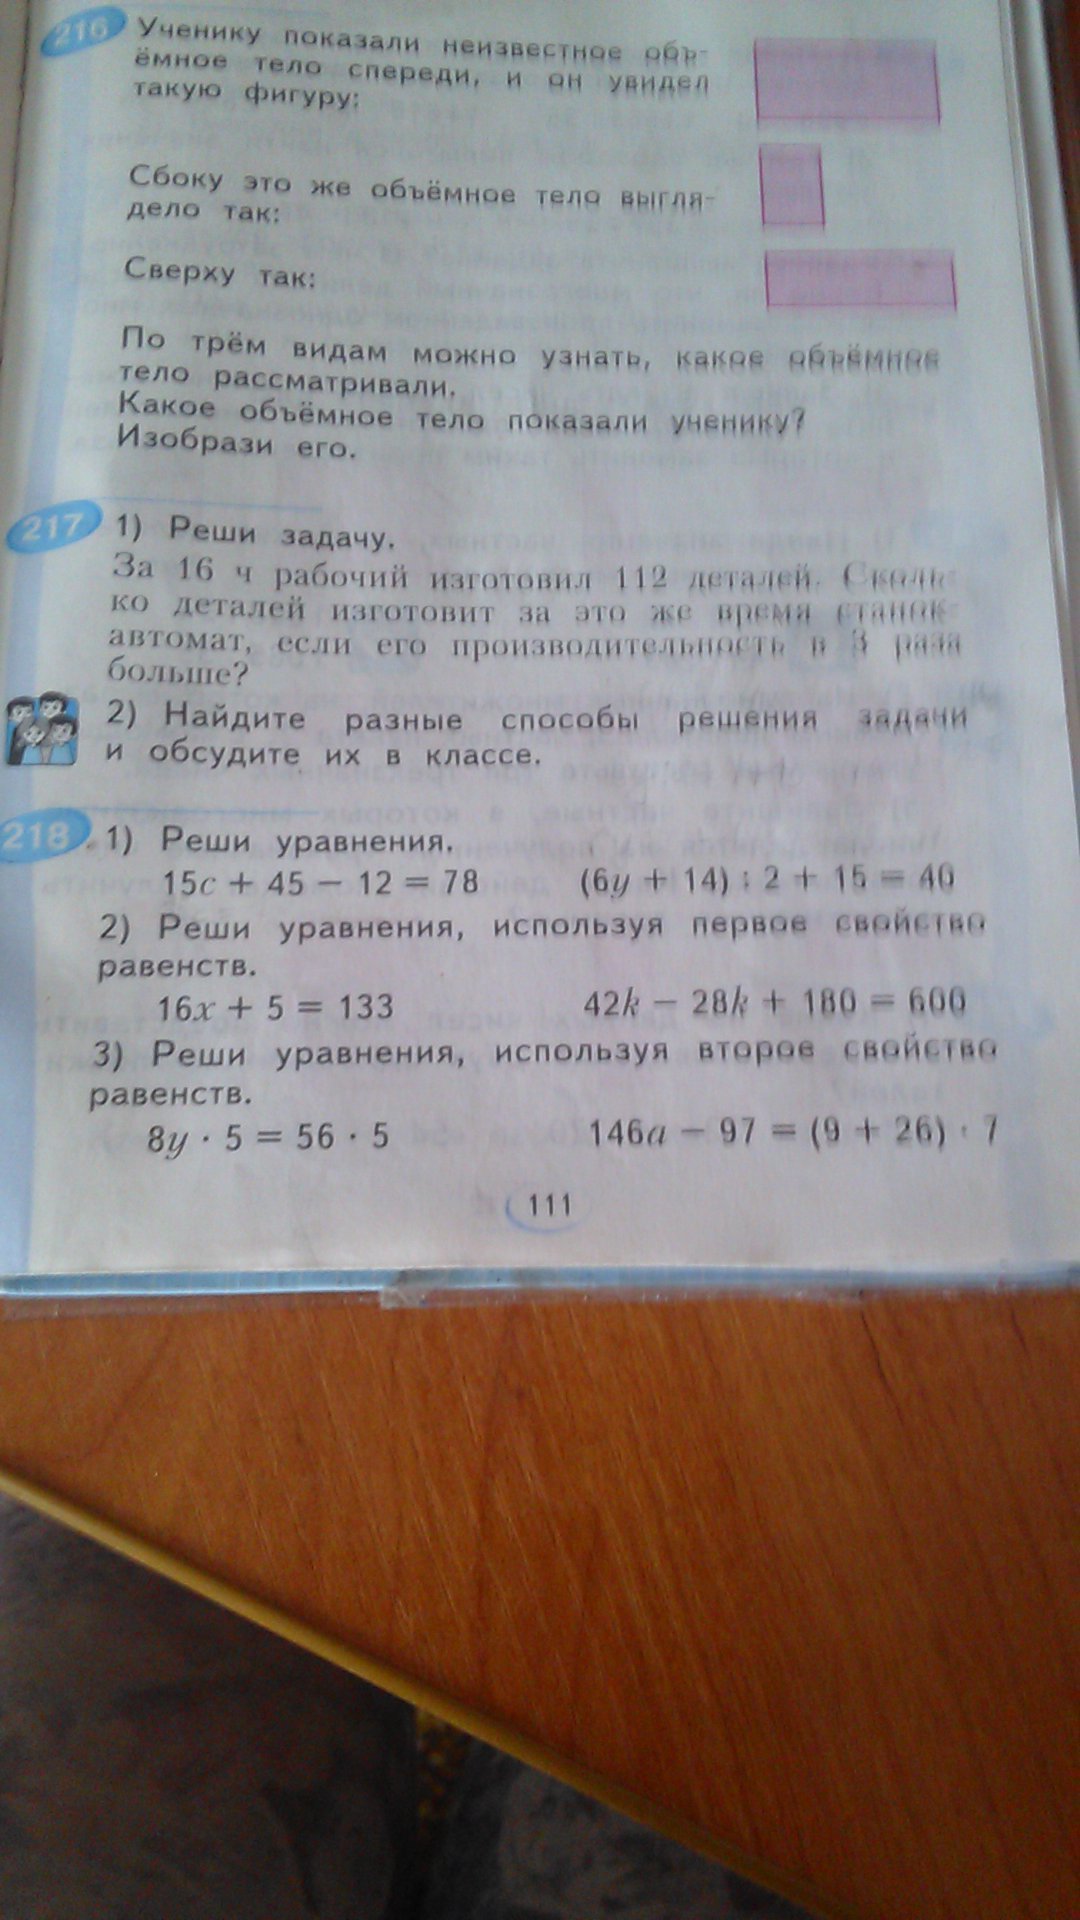 216 Ученику показали неизвестное объ-
ёмное тело спереди, и он увидел
такую фигуру:
Сбоку это же объёмное тело выгля-
дело так:
Сверху так:
По трём видам можно узнать, какое объёмное
тело рассматривали.
Какое объёмное тело показали ученику?
Изобрази его.
217 1) Реши задачу.
За 16 ч рабочий изготовил 112 деталей. Сколь-
ко деталей изготовит за это же время станок-
автомат, если его производительность в 3 раза
больше?
2) Найдите разные способы решения задачи
и обсудите их в классе.
218 1) Реши уравнения.
15c + 45 − 12 = 78 (6y + 14) : 2 + 15 = 40
2) Реши уравнения, используя первое свойство
равенств.
16x + 5 = 133 42k − 28k + 180 = 600
3) Реши уравнения, используя второе свойство
равенств.
8y · 5 = 56 · 5 146a − 97 = (9 + 26) · 7
111